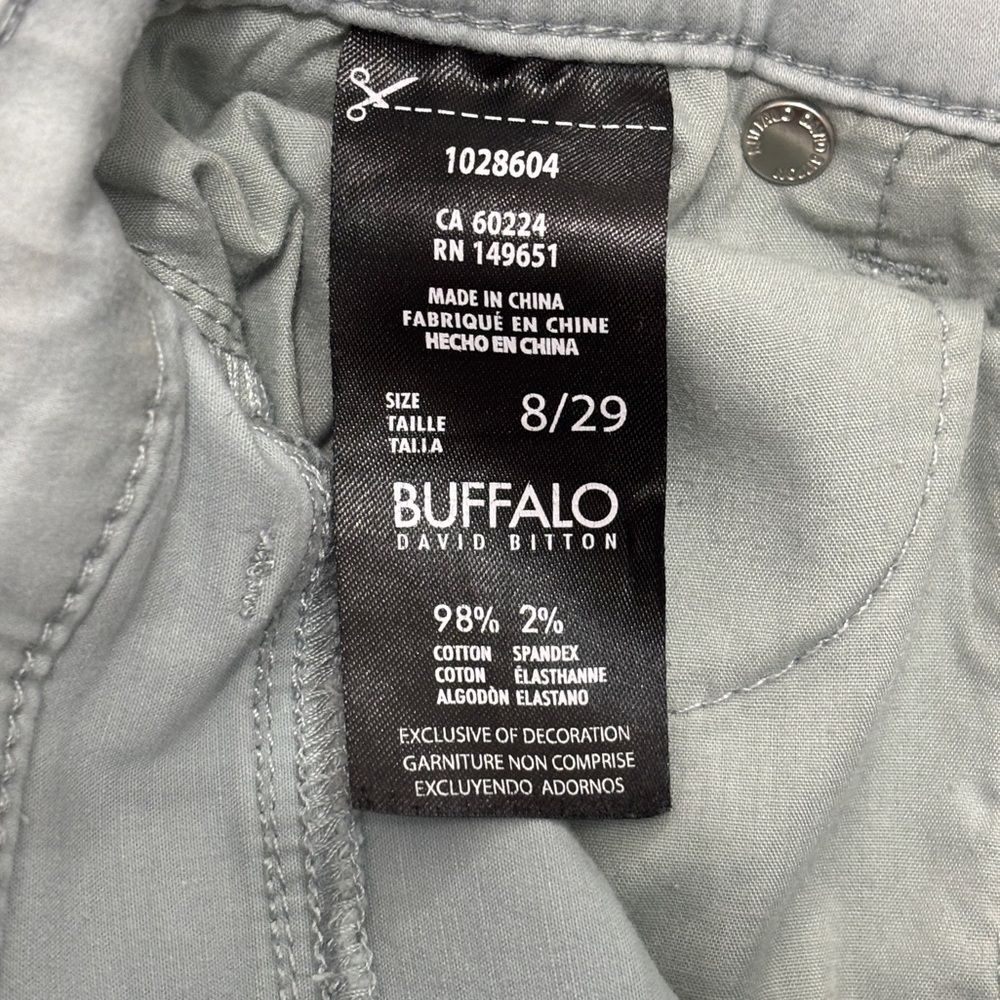 1028604
CA 60224
RN 149651
MADE IN CHINA
FABRIQUÉ EN CHINE
HECHO EN CHINA
SIZE
TAILLE
TALLA
8/29
BUFFALO
DAVID BITTON
98% 2%
COTTON SPANDEX
COTON ÉLASTHANNE
ALGODÒN ELASTANO
EXCLUSIVE OF DECORATION
GARNITURE NON COMPRISE
EXCLUYENDO ADORNOS
BUFFALO